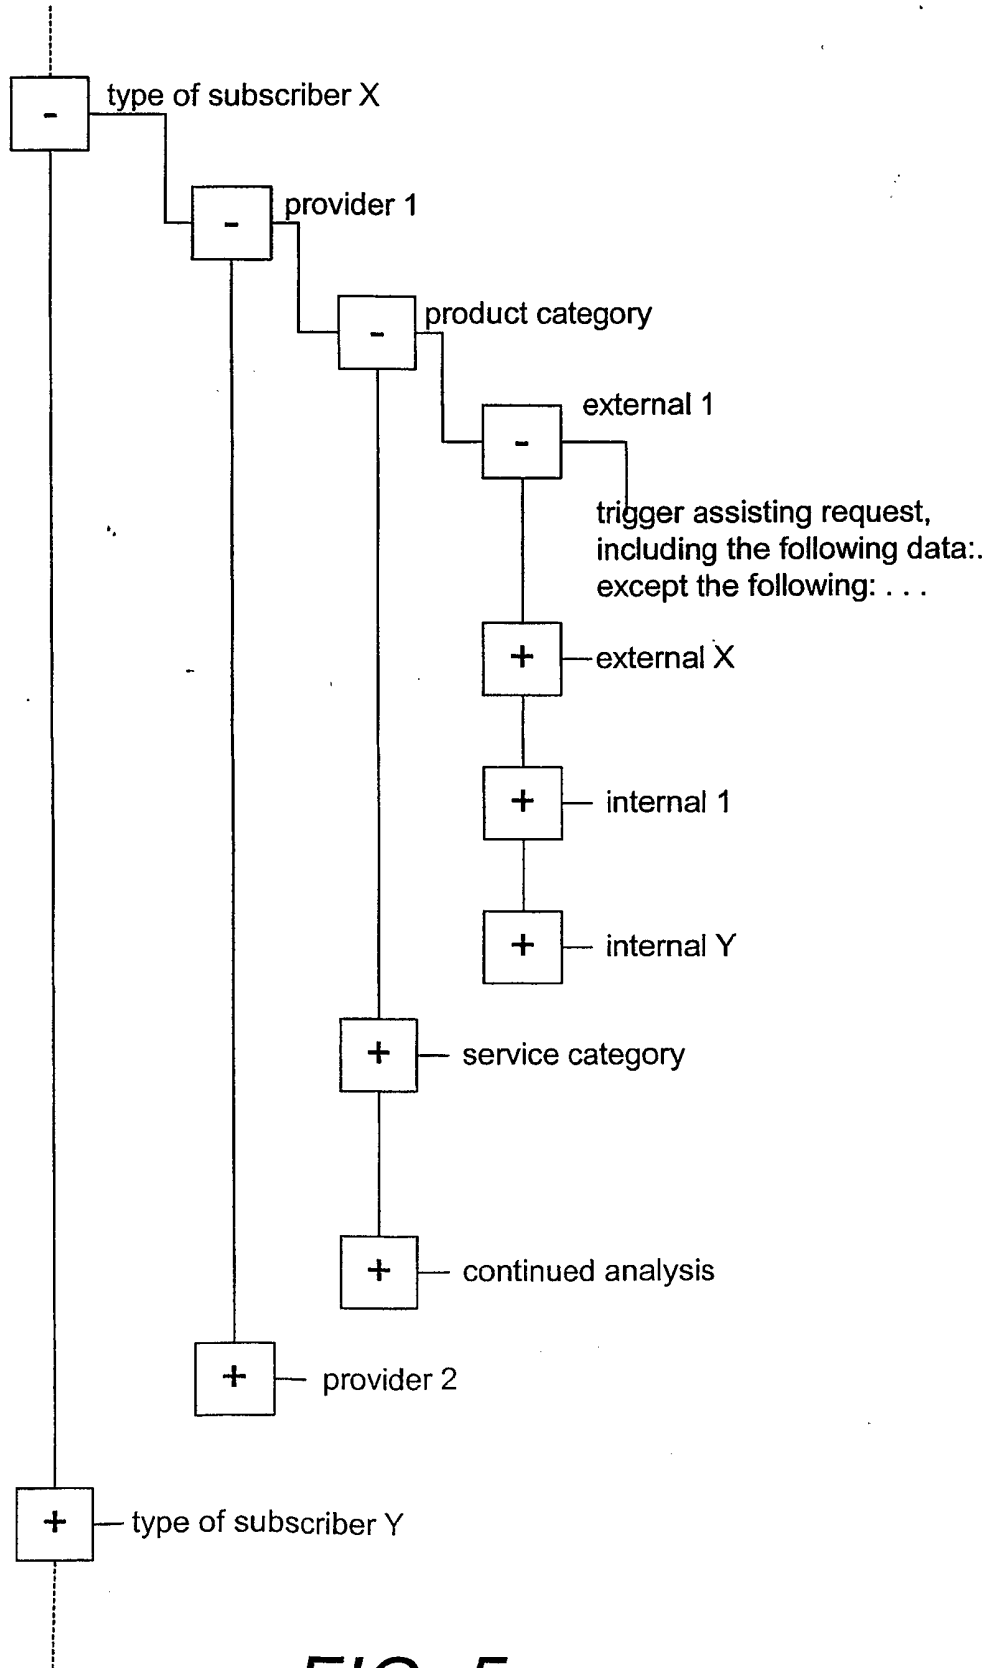 -
type of subscriber X
-
provider 1
-
product category
-
external 1
trigger assisting request,
including the following data:.
except the following: . . .
+
external X
+
internal 1
+
internal Y
+
service category
+
continued analysis
+
provider 2
+
type of subscriber Y
FIG. 5